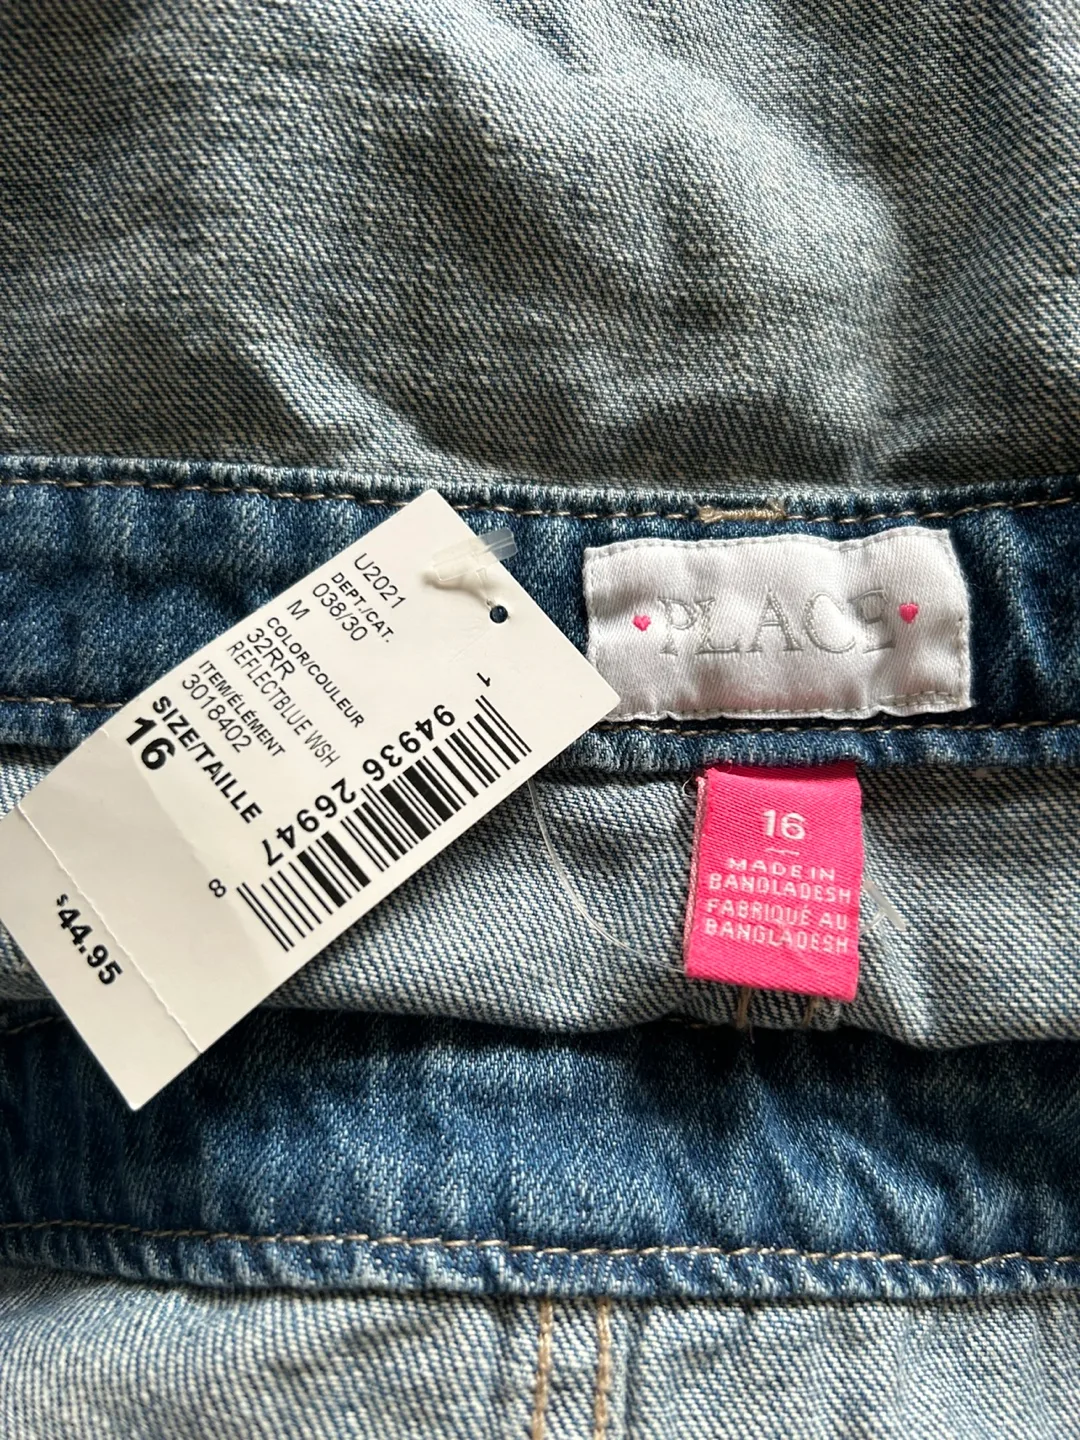 U2021
DEPT./CAT.
038/30
M
COLOR/COULEUR
32RR
REFLECTBLUE WSH
ITEM/ÉLÉMENT
3018402
SIZE/TAILLE
16
1 94936 26947 8
$44.95
PLACE
16
MADE IN
BANGLADESH
FABRIQUÉ AU
BANGLADESH